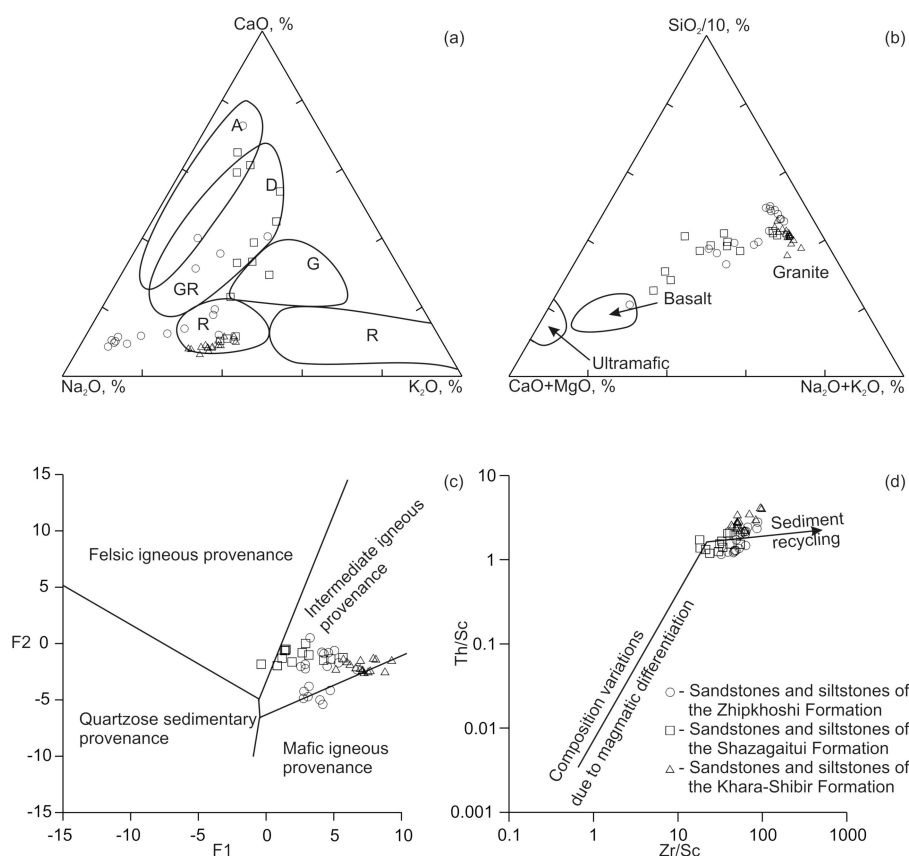 CaO, %
(a)
A
D
G
GR
R
R
Na₂O, %
K₂O, %
SiO₂/10, %
(b)
Granite
Basalt
Ultramafic
CaO+MgO, %
Na₂O+K₂O, %
(c)
15
10
5
F2 0
-5
-10
-15
-15
-10
-5
0
5
10
F1
Felsic igneous provenance
Intermediate igneous
provenance
Quartzose sedimentary
provenance
Mafic igneous
provenance
(d)
10
1
0.1
0.01
0.001
Th/Sc
0.1
1
10
100
1000
Zr/Sc
Sediment
recycling
Composition variations
due to magmatic differentiation
- Sandstones and siltstones of
the Zhipkhoshi Formation
- Sandstones and siltstones of
the Shazagaitui Formation
- Sandstones and siltstones of
the Khara-Shibir Formation